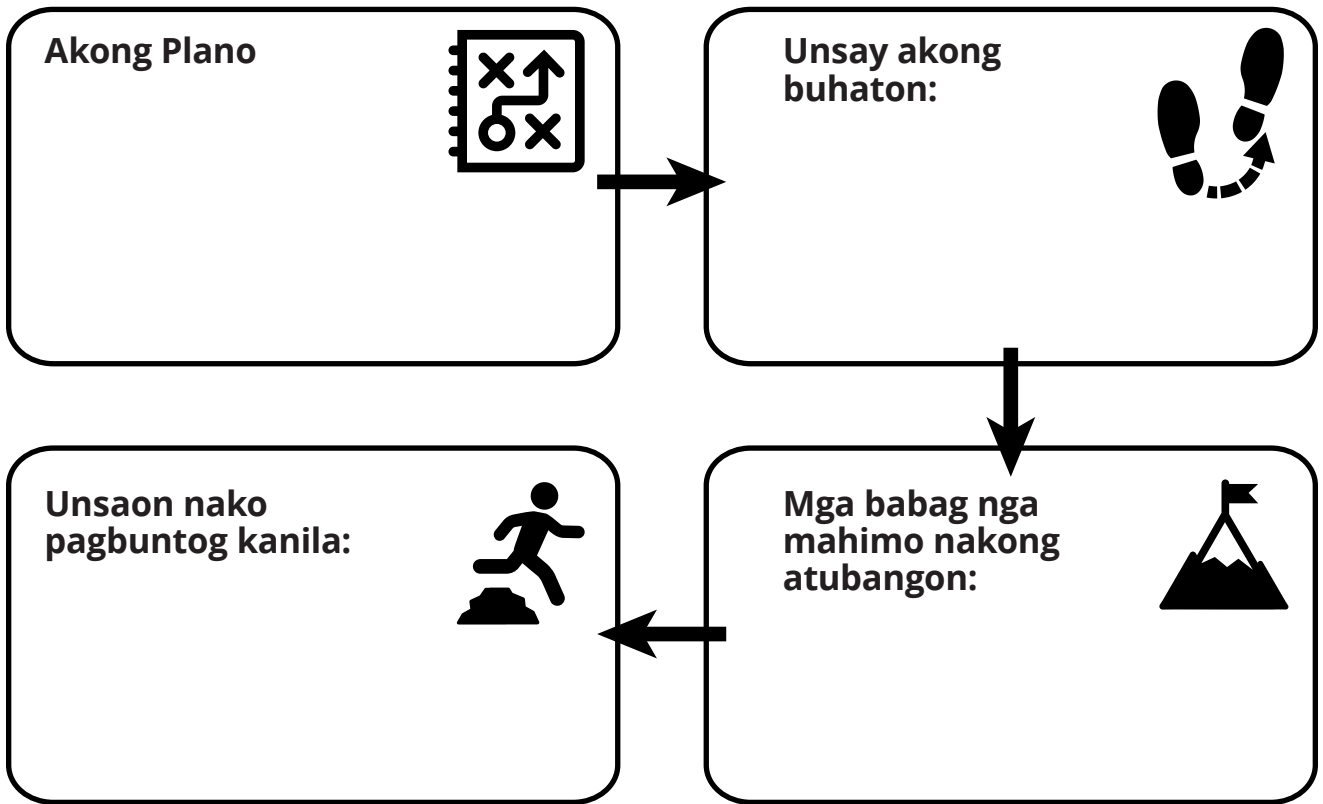 Akong Plano
Unsay akong
buhaton:
Mga babag nga
mahimo nakong
atubangon:
Unsaon nako
pagbuntog kanila: